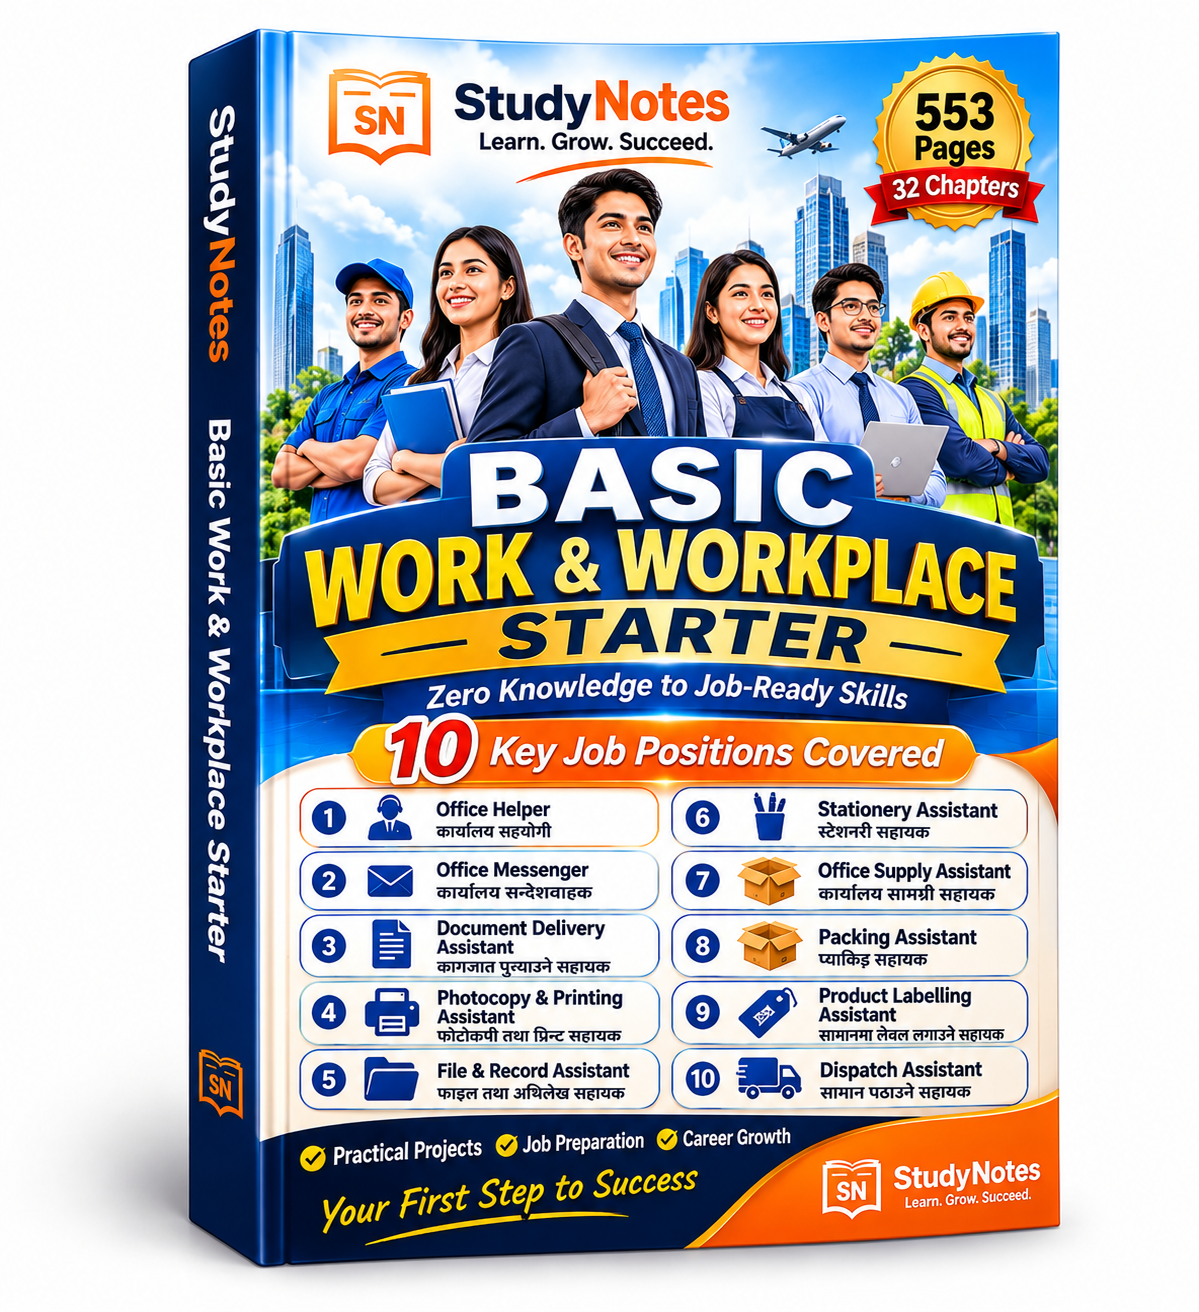 StudyNotes
Basic Work & Workplace Starter
SN
SN
StudyNotes
Learn. Grow. Succeed.
553
Pages
32 Chapters
BASIC
WORK & WORKPLACE
STARTER
Zero Knowledge to Job-Ready Skills
10 Key Job Positions Covered
1
Office Helper
कार्यालय सहयोगी
2
Office Messenger
कार्यालय सन्देशवाहक
3
Document Delivery
Assistant
कागजात पुर्‍याउने सहायक
4
Photocopy & Printing
Assistant
फोटोकपी तथा प्रिन्ट सहायक
5
File & Record Assistant
फाइल तथा अभिलेख सहायक
6
Stationery Assistant
स्टेशनरी सहायक
7
Office Supply Assistant
कार्यालय सामग्री सहायक
8
Packing Assistant
प्याकिङ सहायक
9
Product Labelling
Assistant
सामानमा लेवल लगाउने सहायक
10
Dispatch Assistant
सामान पठाउने सहायक
Practical Projects
Job Preparation
Career Growth
Your First Step to Success
SN
StudyNotes
Learn. Grow. Succeed.